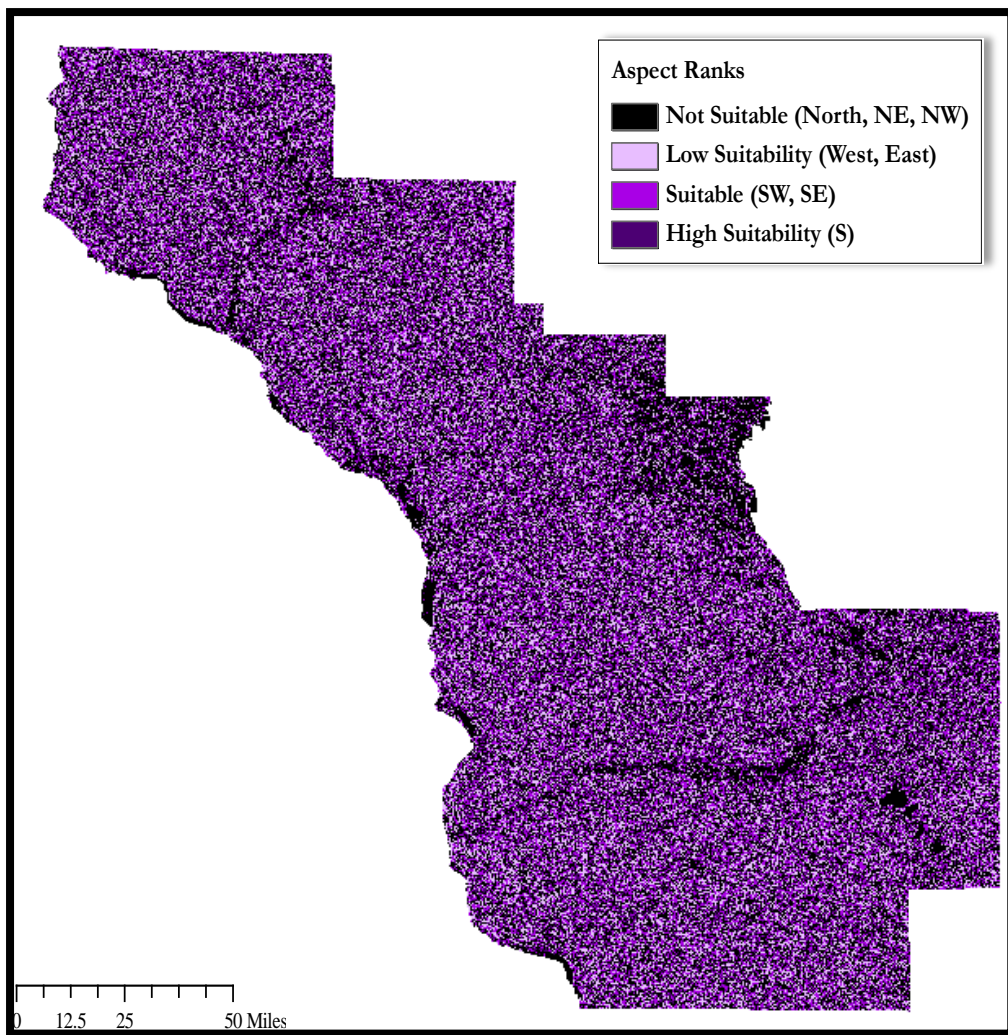 Aspect Ranks
Not Suitable (North, NE, NW)
Low Suitability (West, East)
Suitable (SW, SE)
High Suitability (S)
0 12.5 25 50 Miles